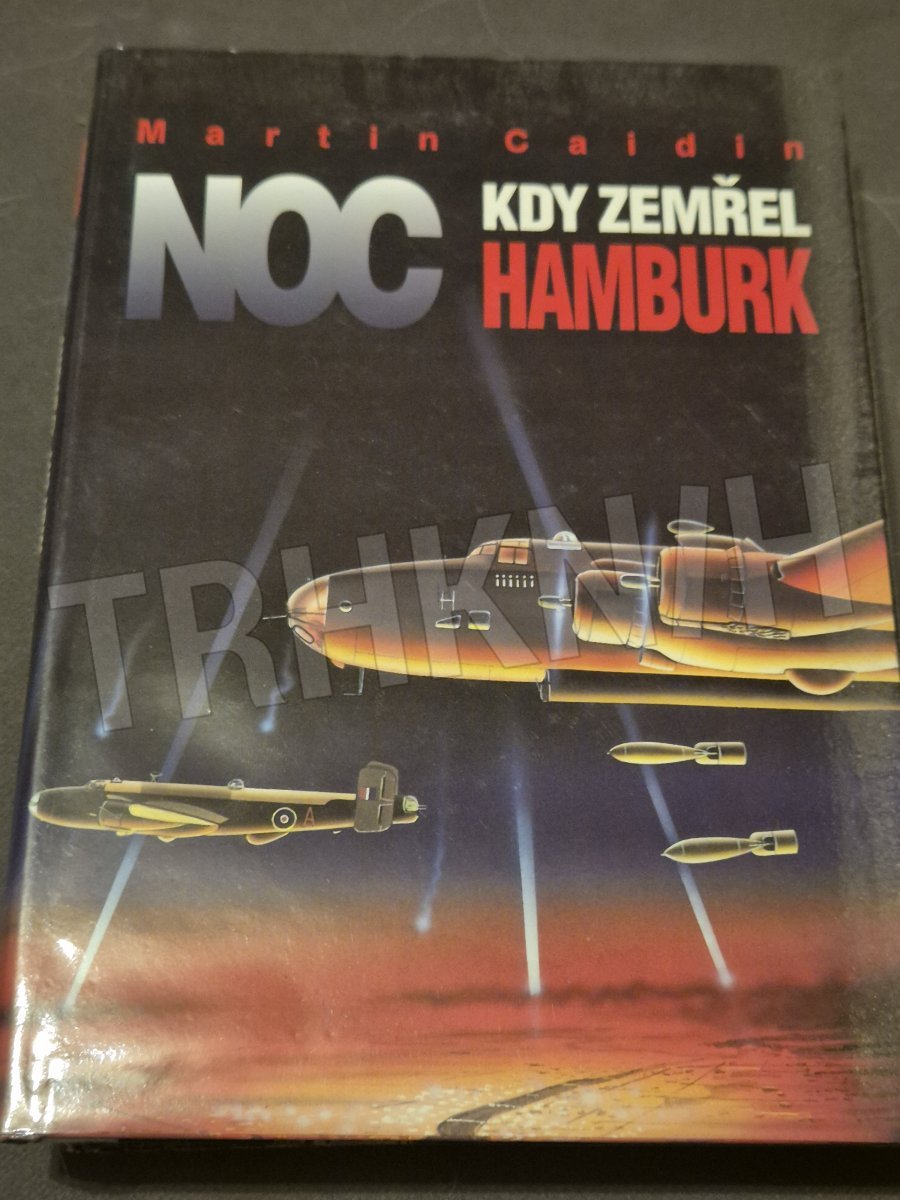 Martin Caidin
NOC
KDY ZEMŘEL
HAMBURK
TRHKNIH
H
A